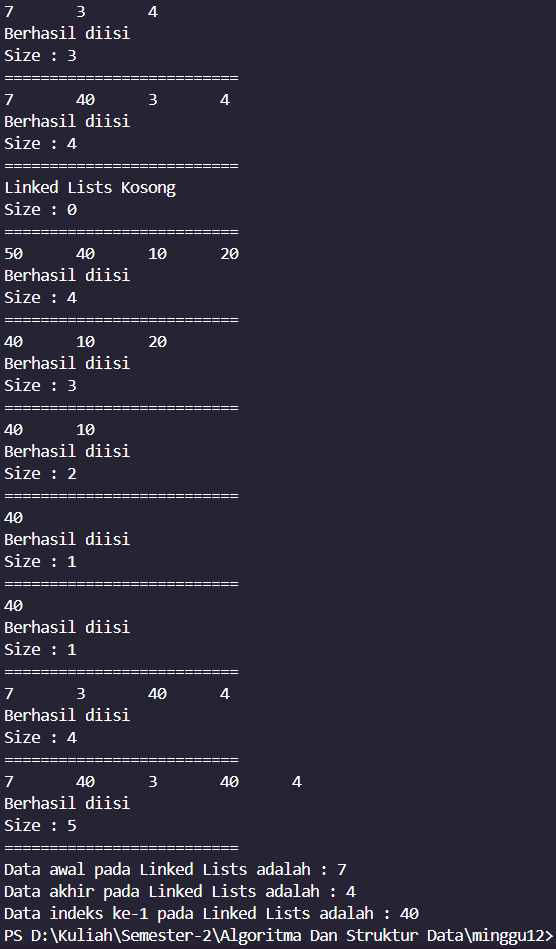 7 3 4
Berhasil diisi
Size : 3
==========================
7 40 3 4
Berhasil diisi
Size : 4
==========================
Linked Lists Kosong
Size : 0
==========================
50 40 10 20
Berhasil diisi
Size : 4
==========================
40 10 20
Berhasil diisi
Size : 3
==========================
40 10
Berhasil diisi
Size : 2
==========================
40
Berhasil diisi
Size : 1
==========================
40
Berhasil diisi
Size : 1
==========================
7 3 40 4
Berhasil diisi
Size : 4
==========================
7 40 3 40 4
Berhasil diisi
Size : 5
==========================
Data awal pada Linked Lists adalah : 7
Data akhir pada Linked Lists adalah : 4
Data indeks ke-1 pada Linked Lists adalah : 40
PS D:\Kuliah\Semester-2\Algoritma Dan Struktur Data\minggu12>